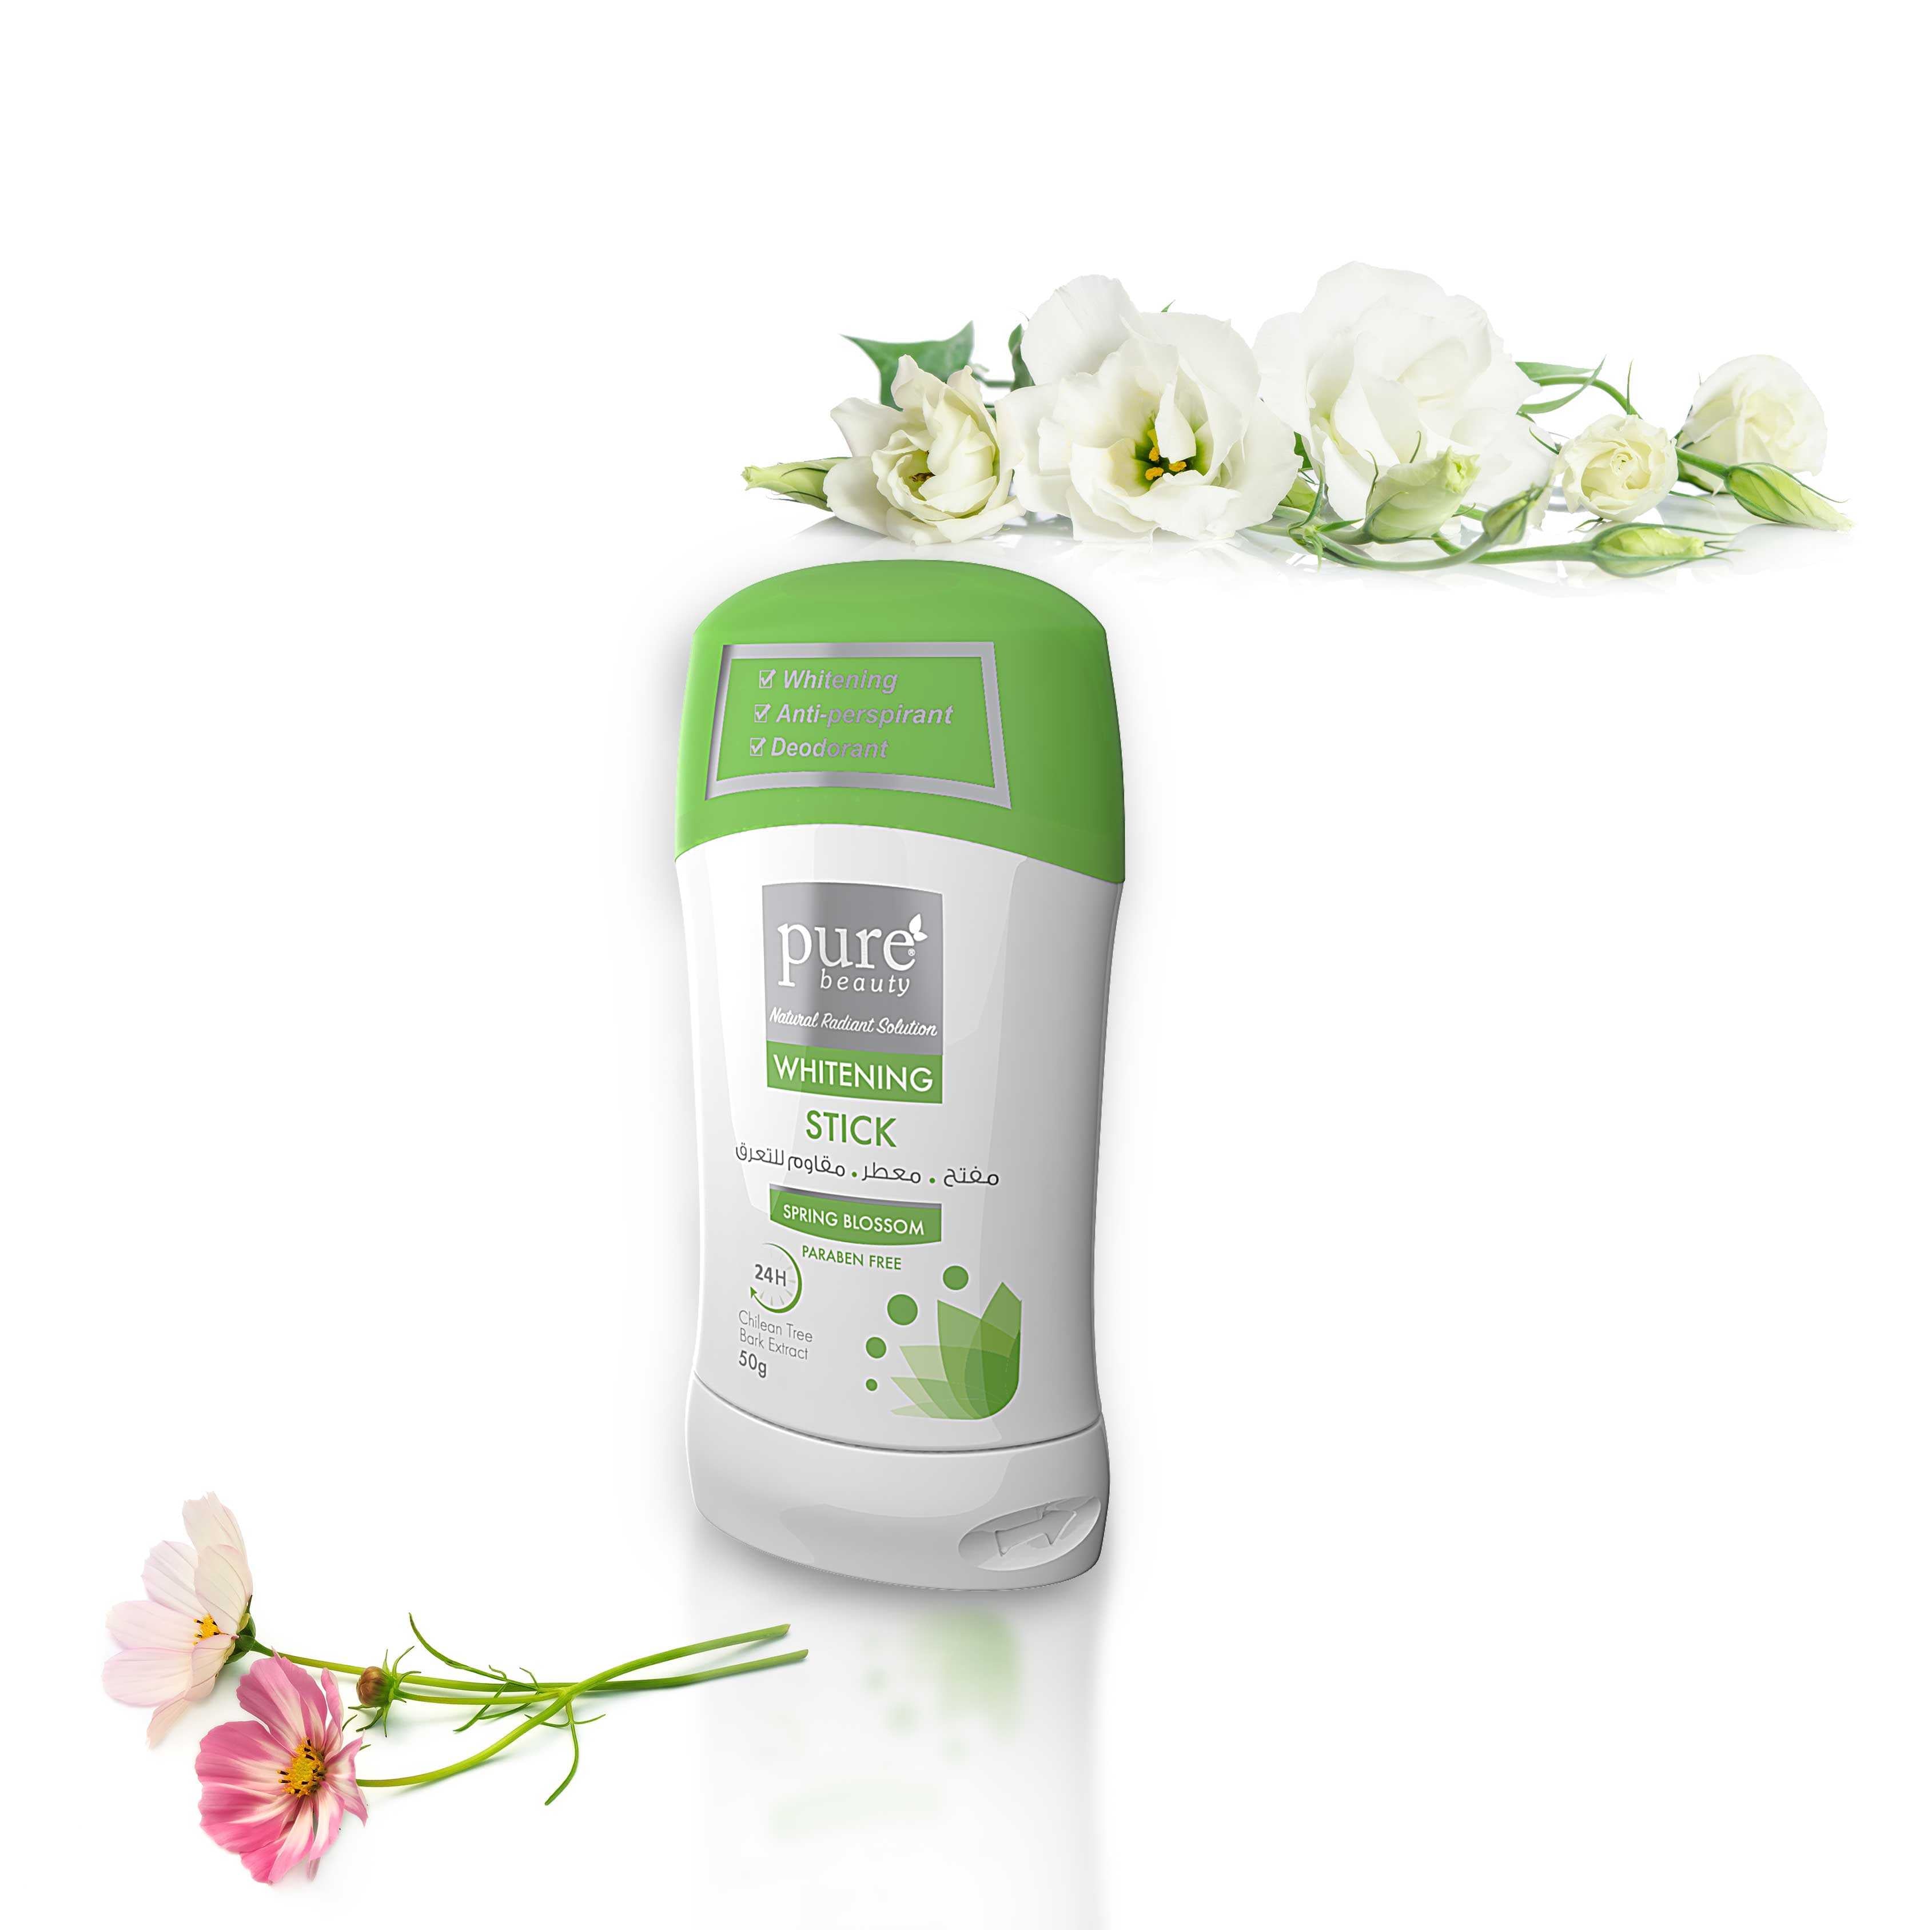 Whitening
Anti-perspirant
Deodorant
pure®
beauty
Natural Radiant Solution
WHITENING
STICK
مفتح • معطر • مقاوم للتعرق
SPRING BLOSSOM
PARABEN FREE
24H
Chilean Tree
Bark Extract
50g